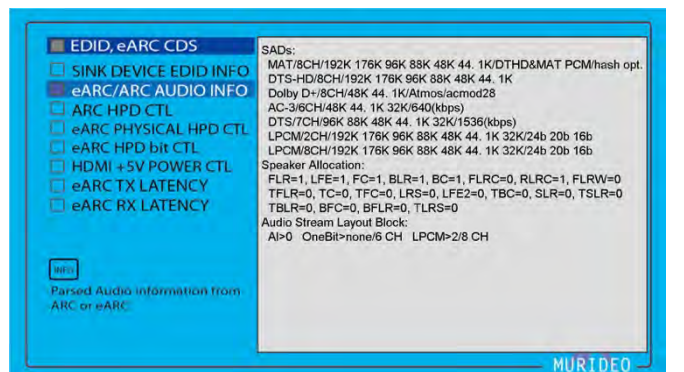 EDID, eARC CDS
SINK DEVICE EDID INFO
eARC/ARC AUDIO INFO
ARC HPD CTL
eARC PHYSICAL HPD CTL
eARC HPD bit CTL
HDMI +5V POWER CTL
eARC TX LATENCY
eARC RX LATENCY
INFO
Parsed Audio information from
ARC or eARC
SADs:
MAT/8CH/192K 176K 96K 88K 48K 44. 1K/DTHD&MAT PCM/hash opt.
DTS-HD/8CH/192K 176K 96K 88K 48K 44. 1K
Dolby D+/8CH/48K 44. 1K/Atmos/acmod28
AC-3/6CH/48K 44. 1K 32K/640(kbps)
DTS/7CH/96K 88K 48K 44. 1K 32K/1536(kbps)
LPCM/2CH/192K 176K 96K 88K 48K 44. 1K 32K/24b 20b 16b
LPCM/8CH/192K 176K 96K 88K 48K 44. 1K 32K/24b 20b 16b
Speaker Allocation:
FLR=1, LFE=1, FC=1, BLR=1, BC=1, FLRC=0, RLRC=1, FLRW=0
TFLR=0, TC=0, TFC=0, LRS=0, LFE2=0, TBC=0, SLR=0, TSLR=0
TBLR=0, BFC=0, BFLR=0, TLRS=0
Audio Stream Layout Block:
AI>0 OneBit>none/6 CH LPCM>2/8 CH
MURIDEO